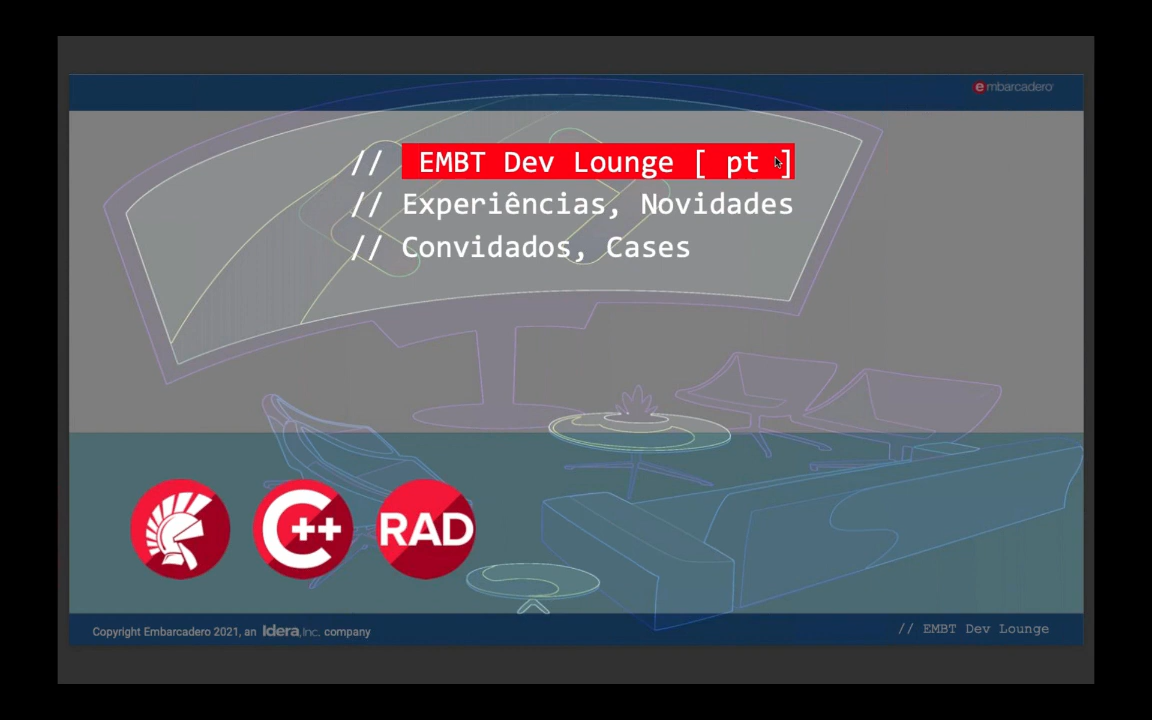 embarcadero
// EMBT Dev Lounge [ pt ]
// Experiências, Novidades
// Convidados, Cases
C++
RAD
Copyright Embarcadero 2021, an Idera, Inc. company
// EMBT Dev Lounge